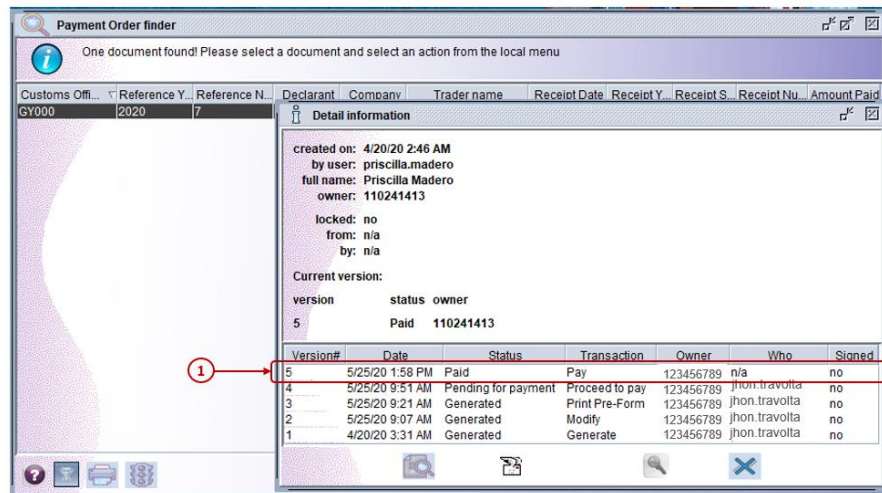 Payment Order finder
One document found! Please select a document and select an action from the local menu
Customs Offi... Reference Y... Reference N... Declarant Company Trader name Receipt Date Receipt Y... Receipt S... Receipt Nu... Amount Paid
GY000 2020 7
Detail information
created on: 4/20/20 2:46 AM
by user: priscilla.madero
full name: Priscilla Madero
owner: 110241413
locked: no
from: n/a
by: n/a
Current version:
version status owner
5 Paid 110241413
Version# Date Status Transaction Owner Who Signed
1
5 5/25/20 1:58 PM Paid Pay 123456789 n/a no
4 5/25/20 9:51 AM Pending for payment Proceed to pay 123456789 jhon.travolta no
3 5/25/20 9:21 AM Generated Print Pre-Form 123456789 jhon.travolta no
2 5/25/20 9:07 AM Generated Modify 123456789 jhon.travolta no
1 4/20/20 3:31 AM Generated Generate 123456789 jhon.travolta no